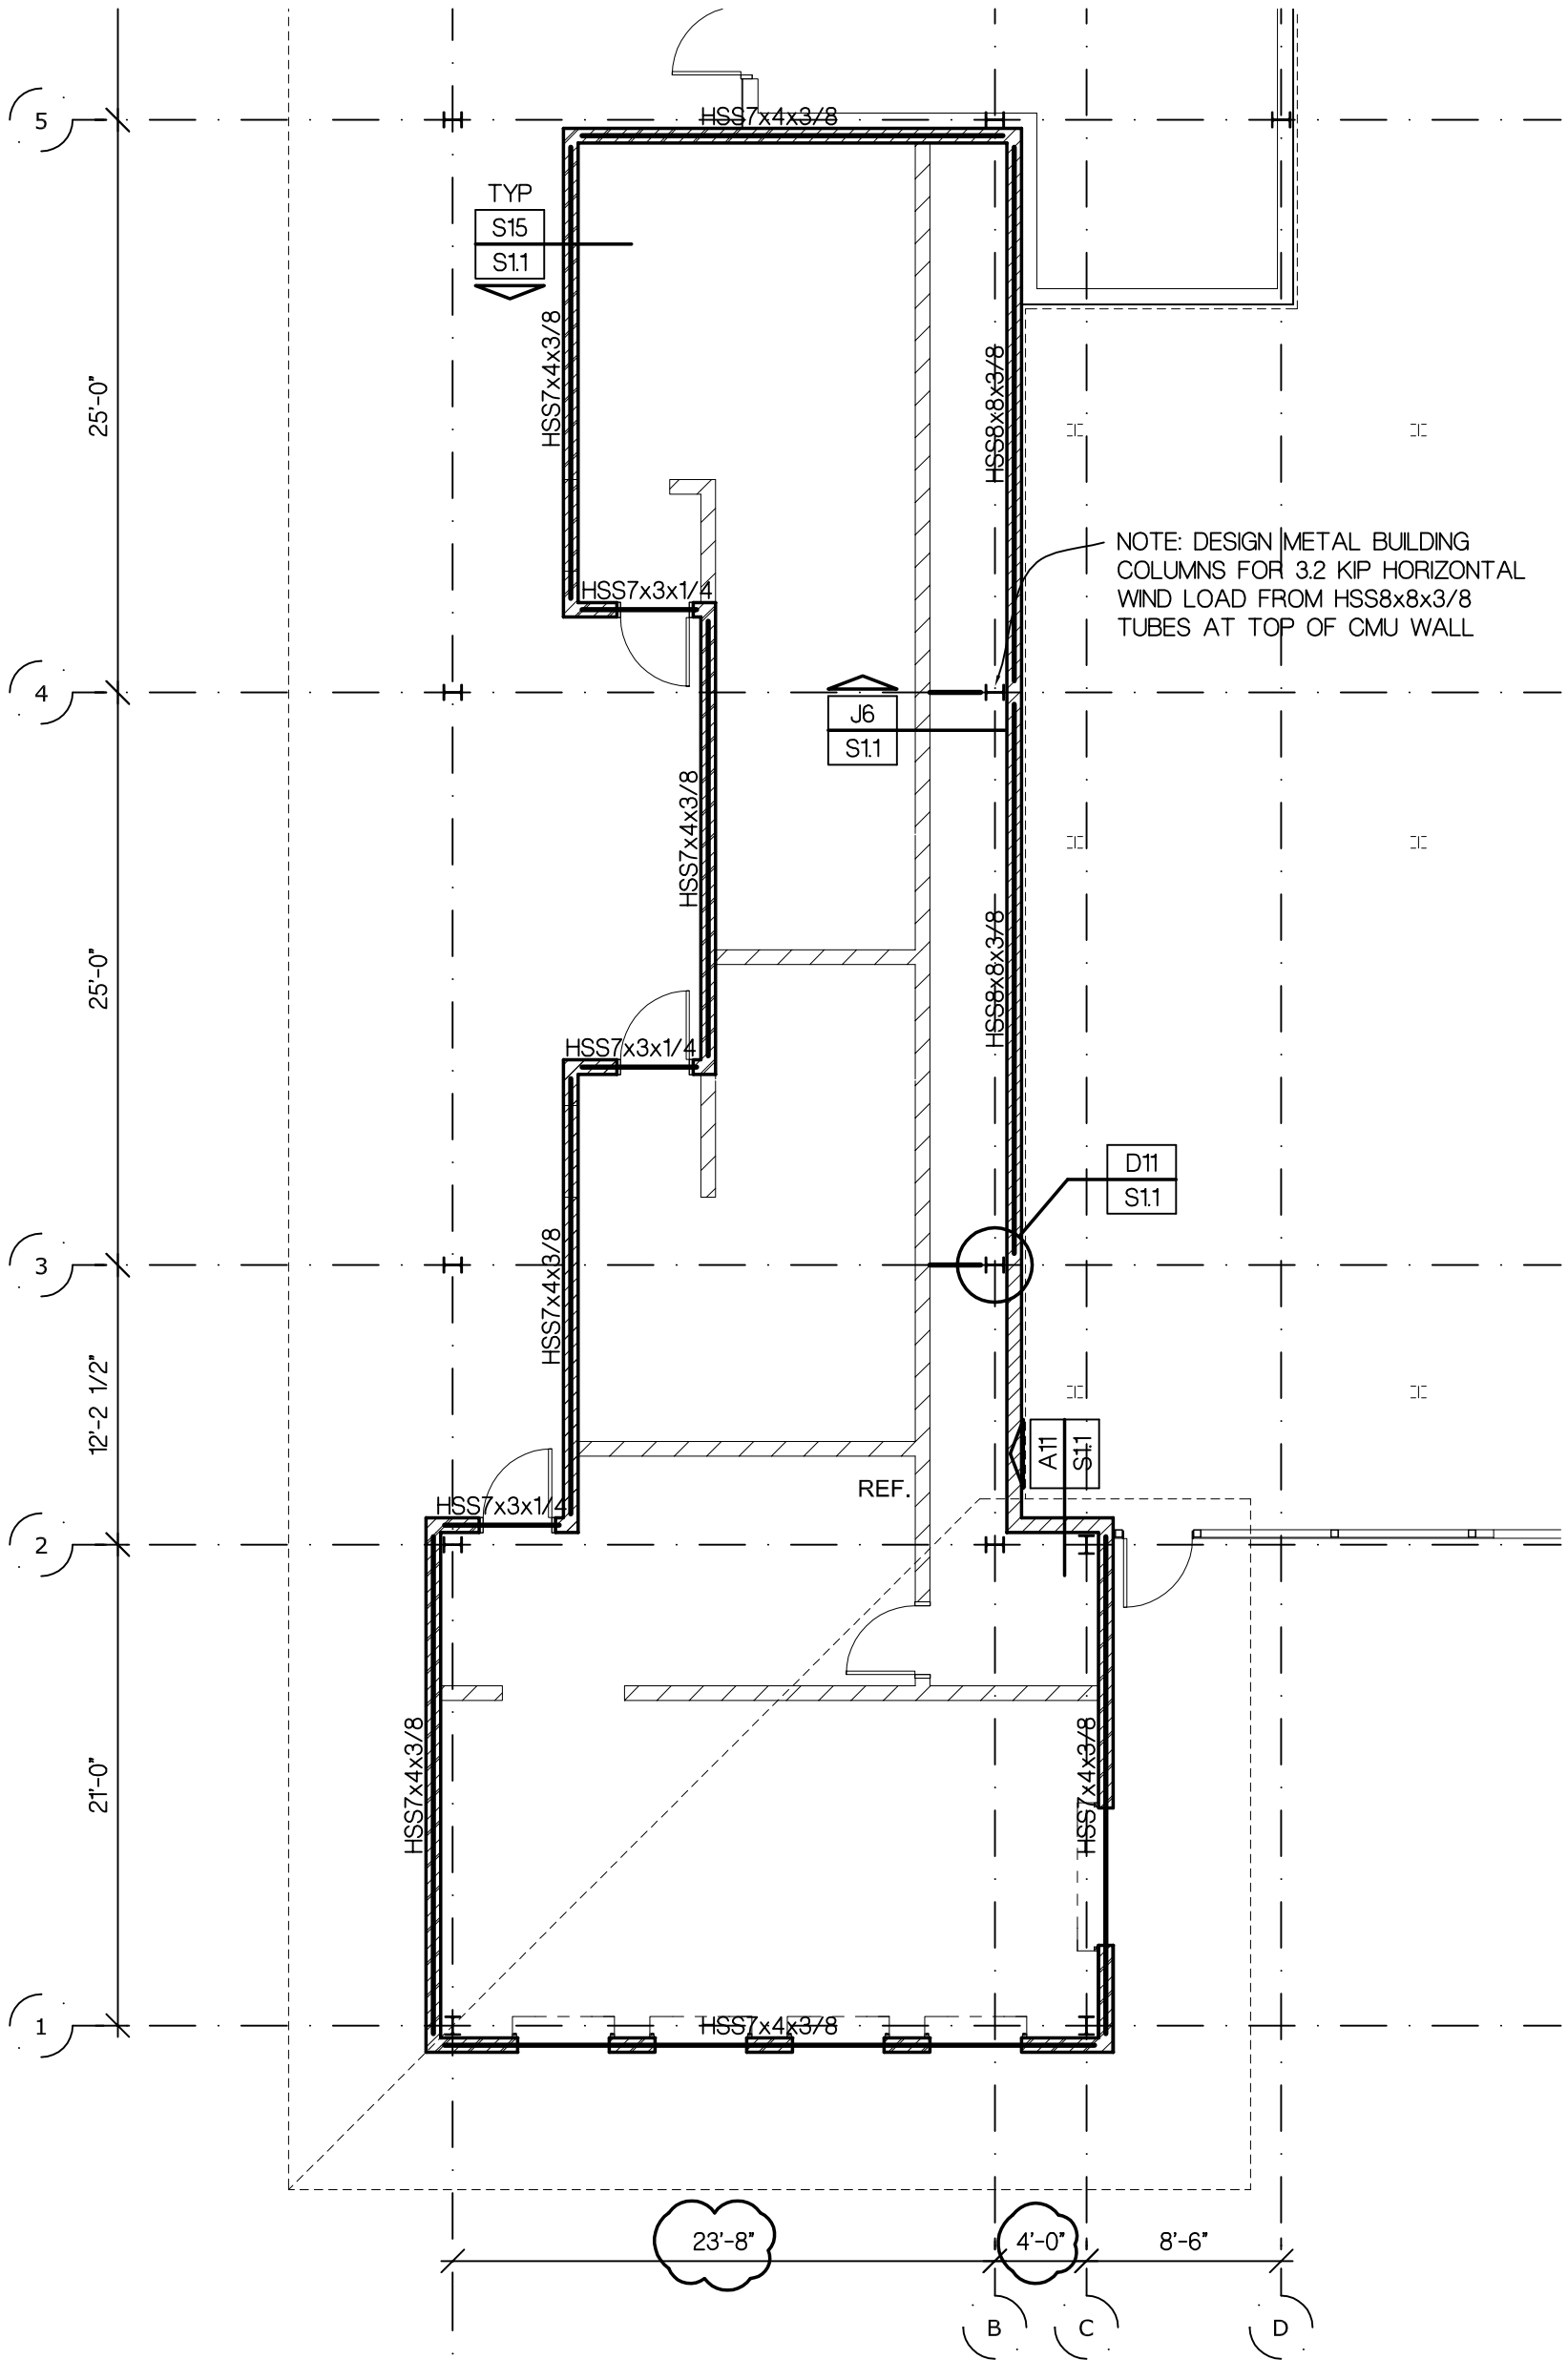 5
HSS7x4x3/8
TYP
S15
S1.1
HSS7x4x3/8
HSS8x8x3/8
25'-0"
NOTE: DESIGN METAL BUILDING
COLUMNS FOR 3.2 KIP HORIZONTAL
WIND LOAD FROM HSS8x8x3/8
TUBES AT TOP OF CMU WALL
HSS7x3x1/4
4
J6
S1.1
HSS7x4x3/8
HSS8x8x3/8
25'-0"
HSS7x3x1/4
D11
S1.1
3
HSS7x4x3/8
12'-2 1/2"
A11
S1.1
REF.
HSS7x3x1/4
2
HSS7x4x3/8
HSS7x4x3/8
21'-0"
1
HSS7x4x3/8
23'-8"
4'-0"
8'-6"
B
C
D